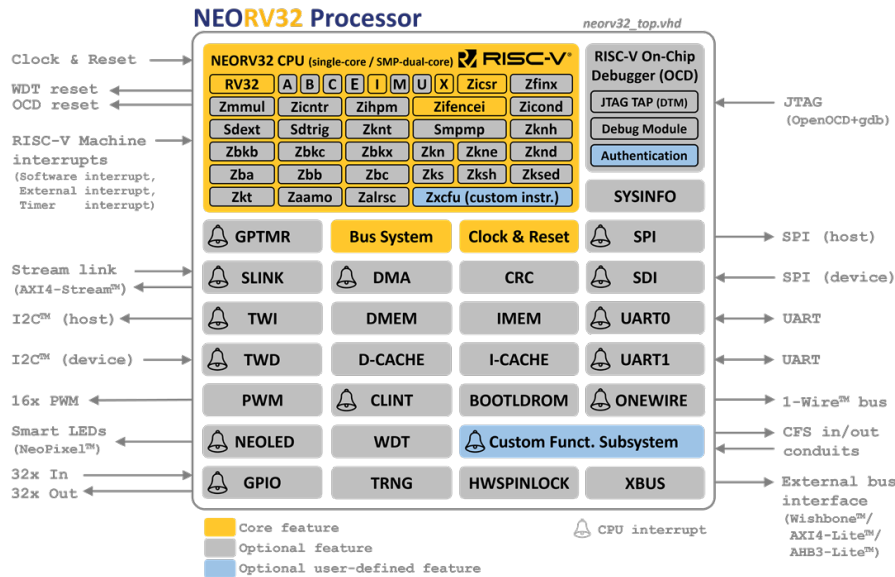 NEORV32 Processor
neorv32_top.vhd
Clock & Reset
WDT reset
OCD reset
RISC-V Machine
interrupts
(Software interrupt,
External interrupt,
Timer interrupt)
Stream link
(AXI4-Stream™)
I2C™ (host)
I2C™ (device)
16x PWM
Smart LEDs
(NeoPixel™)
32x In
32x Out
NEORV32 CPU (single-core / SMP-dual-core) RISC-V®
RV32 A B C E I M U X Zicsr Zfinx
Zmmul Zicntr Zihpm Zifencei Zicond
Sdext Sdtrig Zknt Smpmp Zknh
Zbkb Zbkc Zbkx Zkn Zkne Zknd
Zba Zbb Zbc Zks Zksh Zksed
Zkt Zaamo Zalrsc Zxcfu (custom instr.)
RISC-V On-Chip
Debugger (OCD)
JTAG TAP (DTM)
Debug Module
Authentication
SYSINFO
GPTMR Bus System Clock & Reset SPI
SLINK DMA CRC SDI
TWI DMEM IMEM UART0
TWD D-CACHE I-CACHE UART1
PWM CLINT BOOTLDROM ONEWIRE
NEOLED WDT Custom Funct. Subsystem
GPIO TRNG HWSPINLOCK XBUS
JTAG
(OpenOCD+gdb)
SPI (host)
SPI (device)
UART
UART
1-Wire™ bus
CFS in/out
conduits
External bus
interface
(Wishbone™/
AXI4-Lite™/
AHB3-Lite™)
Core feature
Optional feature
Optional user-defined feature
CPU interrupt